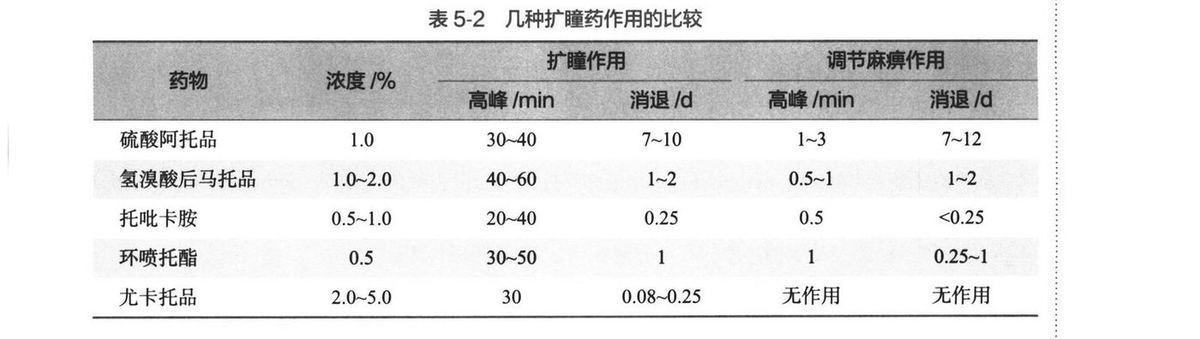 表 5-2 几种扩瞳药作用的比较
药物 浓度 /% 扩瞳作用 调节麻痹作用
高峰 /min 消退 /d 高峰 /min 消退 /d
硫酸阿托品 1.0 30~40 7~10 1~3 7~12
氢溴酸后马托品 1.0~2.0 40~60 1~2 0.5~1 1~2
托吡卡胺 0.5~1.0 20~40 0.25 0.5 <0.25
环喷托酯 0.5 30~50 1 1 0.25~1
尤卡托品 2.0~5.0 30 0.08~0.25 无作用 无作用